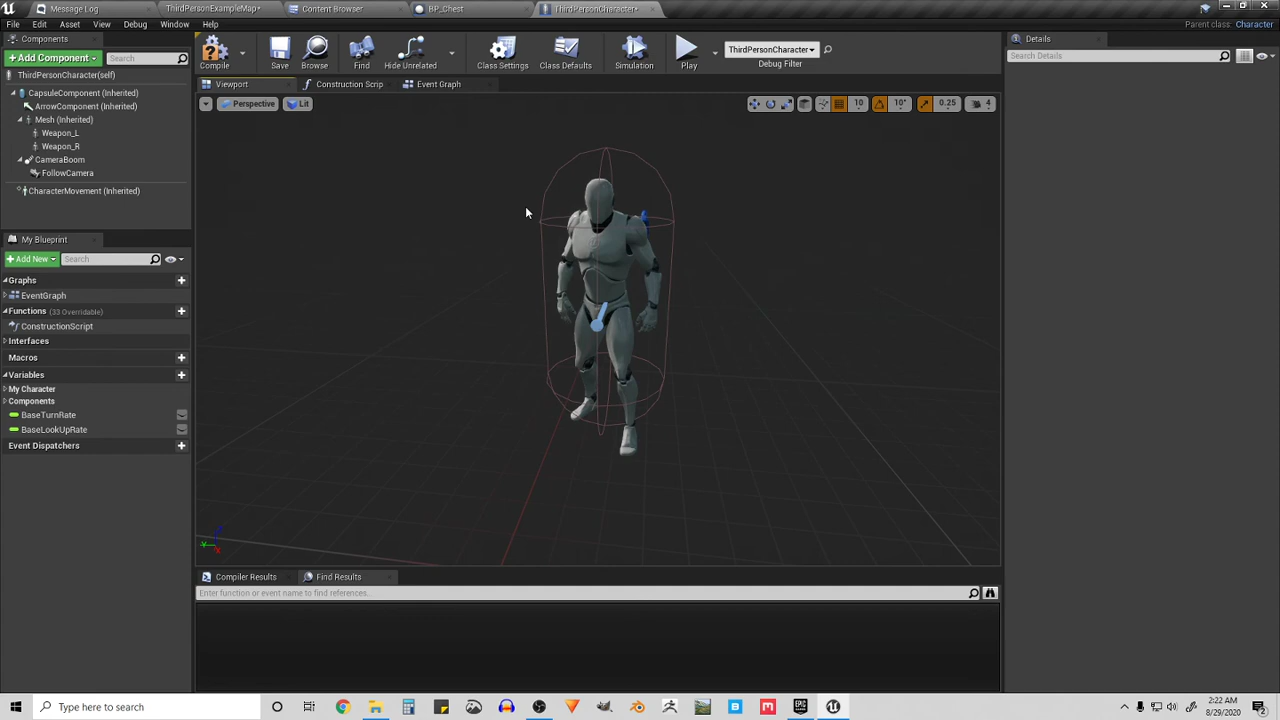 Message Log
ThirdPersonExampleMap*
Content Browser
BP_Chest
ThirdPersonCharacter*
File Edit Asset View Debug Window Help
Parent class: Character
Components
Details
+Add Component
Search
ThirdPersonCharacter(self)
CapsuleComponent (Inherited)
ArrowComponent (Inherited)
Mesh (Inherited)
Weapon_L
Weapon_R
CameraBoom
FollowCamera
CharacterMovement (Inherited)
Compile
Save
Browse
Find
Hide Unrelated
Class Settings
Class Defaults
Simulation
Play
ThirdPersonCharacter
Debug Filter
Search Details
Viewport
Construction Scrip
Event Graph
Perspective
Lit
10
10°
0.25
4
My Blueprint
+Add New
Search
Graphs
EventGraph
Functions (33 Overridable)
ConstructionScript
Interfaces
Macros
Variables
My Character
Components
BaseTurnRate
BaseLookUpRate
Event Dispatchers
Compiler Results
Find Results
Enter function or event name to find references...
Type here to search
2:22 AM
8/29/2020